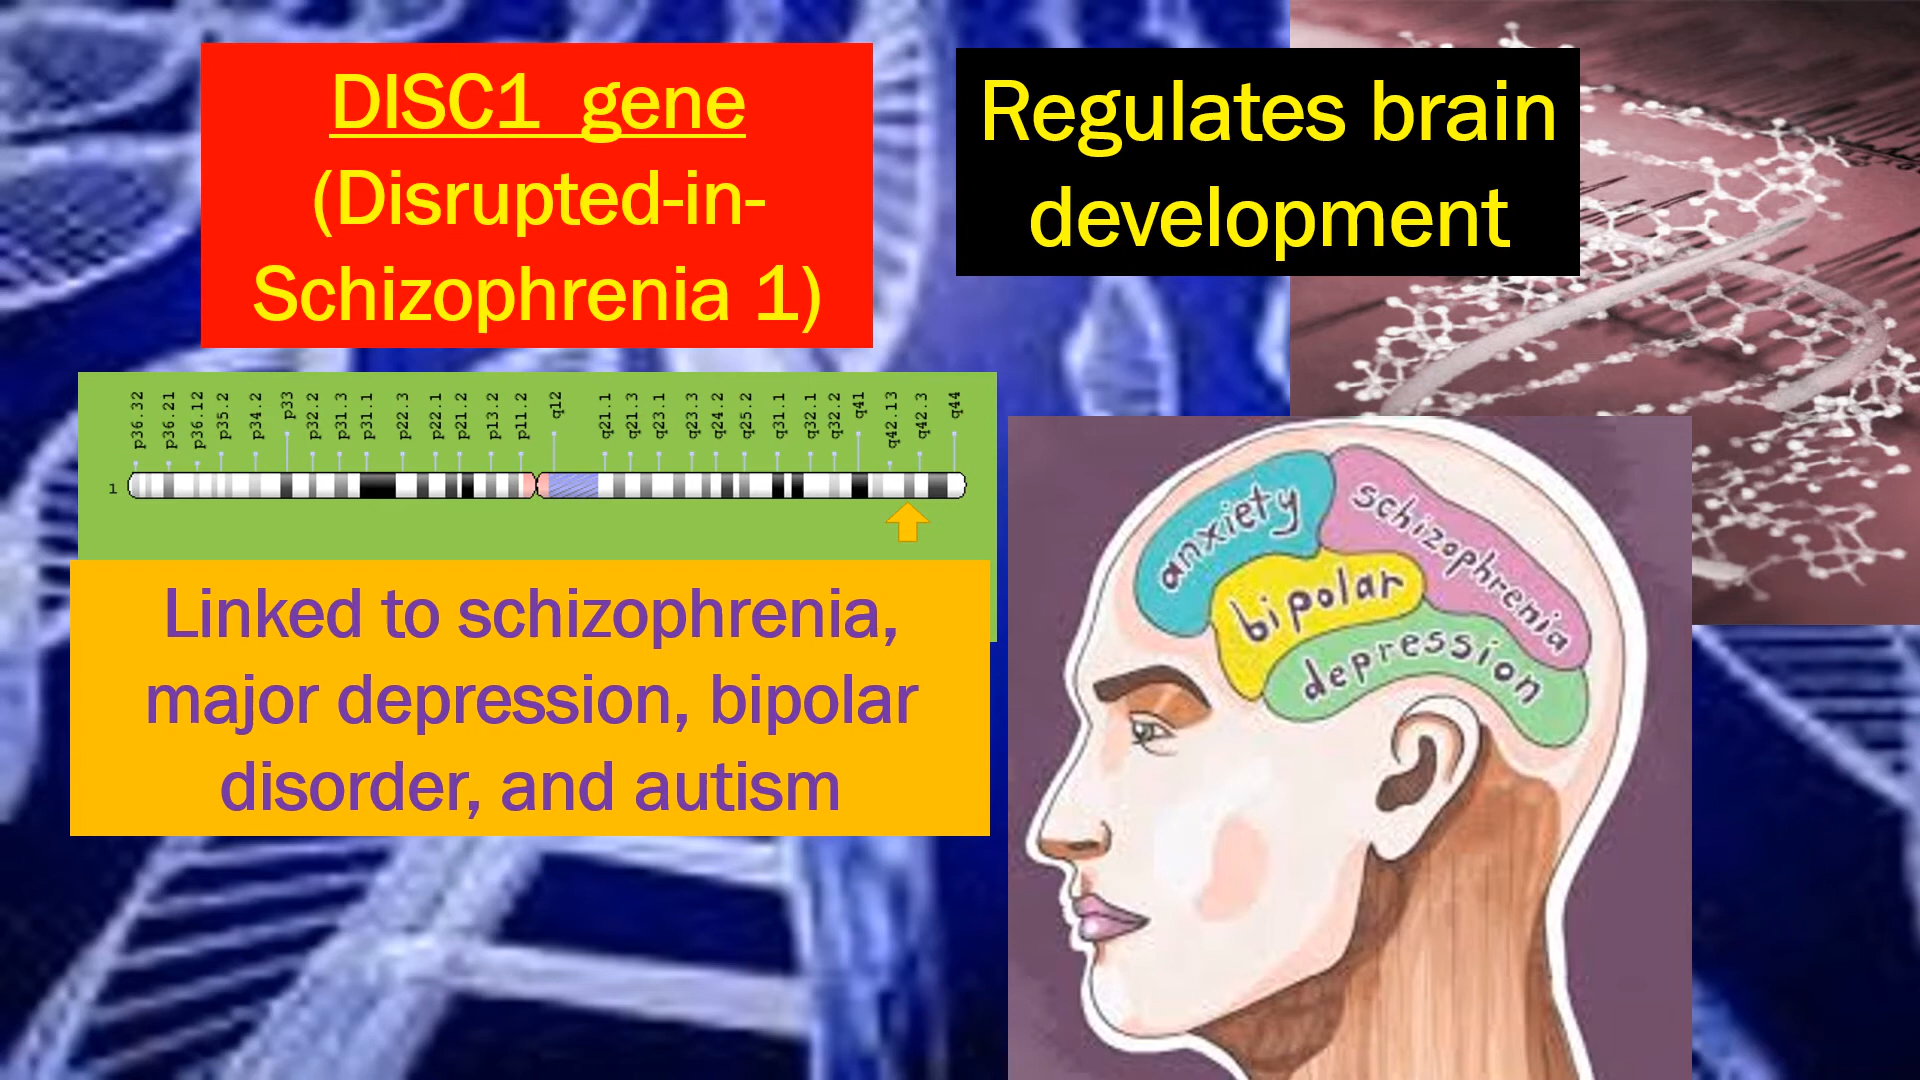 DISC1 gene
(Disrupted-in-
Schizophrenia 1)
Regulates brain
development
p36.32
p36.21
p36.12
p35.2
p34.2
p33
p32.2
p31.3
p31.1
p22.3
p22.1
p21.2
p13.2
p11.2
q12
q21.1
q21.3
q23.1
q23.3
q24.2
q25.2
q31.1
q32.1
q32.2
q41
q42.13
q42.3
q44
1
Linked to schizophrenia,
major depression, bipolar
disorder, and autism
anxiety
schizophrenia
bipolar
depression